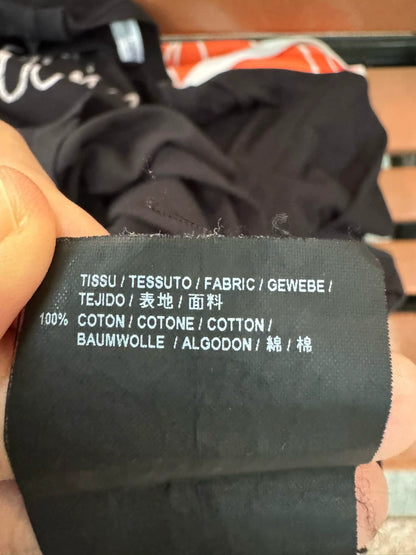 TISSU / TESSUTO / FABRIC / GEWEBE /
TEJIDO / 表地 / 面料
100% COTON / COTONE / COTTON /
BAUMWOLLE / ALGODON / 綿 / 棉